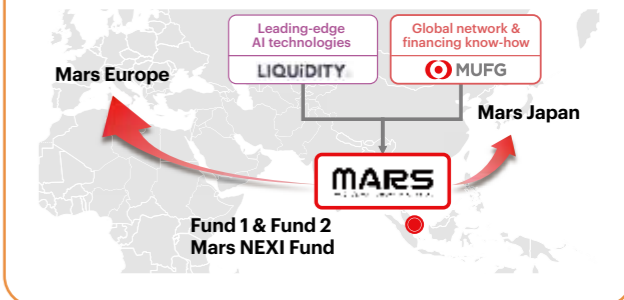 Leading-edge
AI technologies
LIQUiDITY
Global network &
financing know-how
MUFG
Mars Europe
Mars Japan
MARS
Fund 1 & Fund 2
Mars NEXI Fund